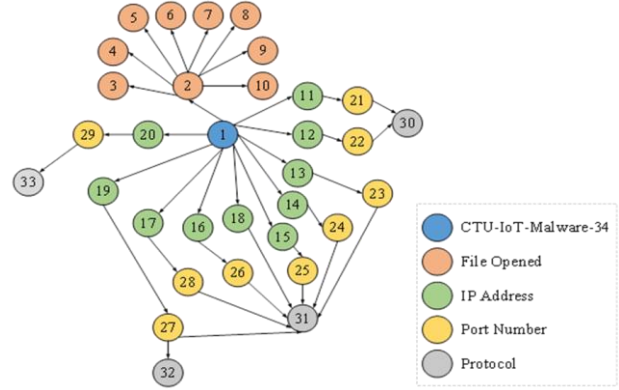 5 6 7 8
4 9
3 2 10
11 21
29 20 1 12 22 30
33 19 13 23
17 16 18 14 24
15
28 26 25
27 31
32
CTU-IoT-Malware-34
File Opened
IP Address
Port Number
Protocol